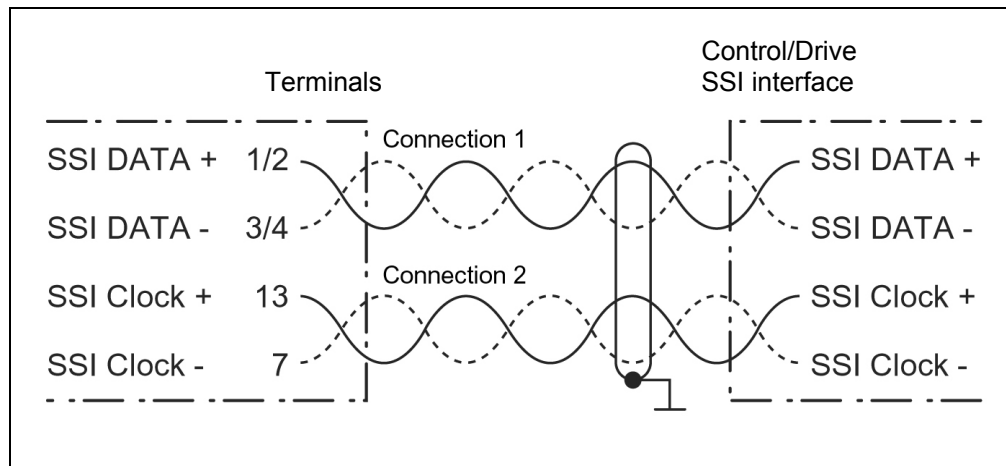 Control/Drive
Terminals SSI interface
Connection 1
SSI DATA + 1/2 SSI DATA +
SSI DATA - 3/4 SSI DATA -
Connection 2
SSI Clock + 13 SSI Clock +
SSI Clock - 7 SSI Clock -